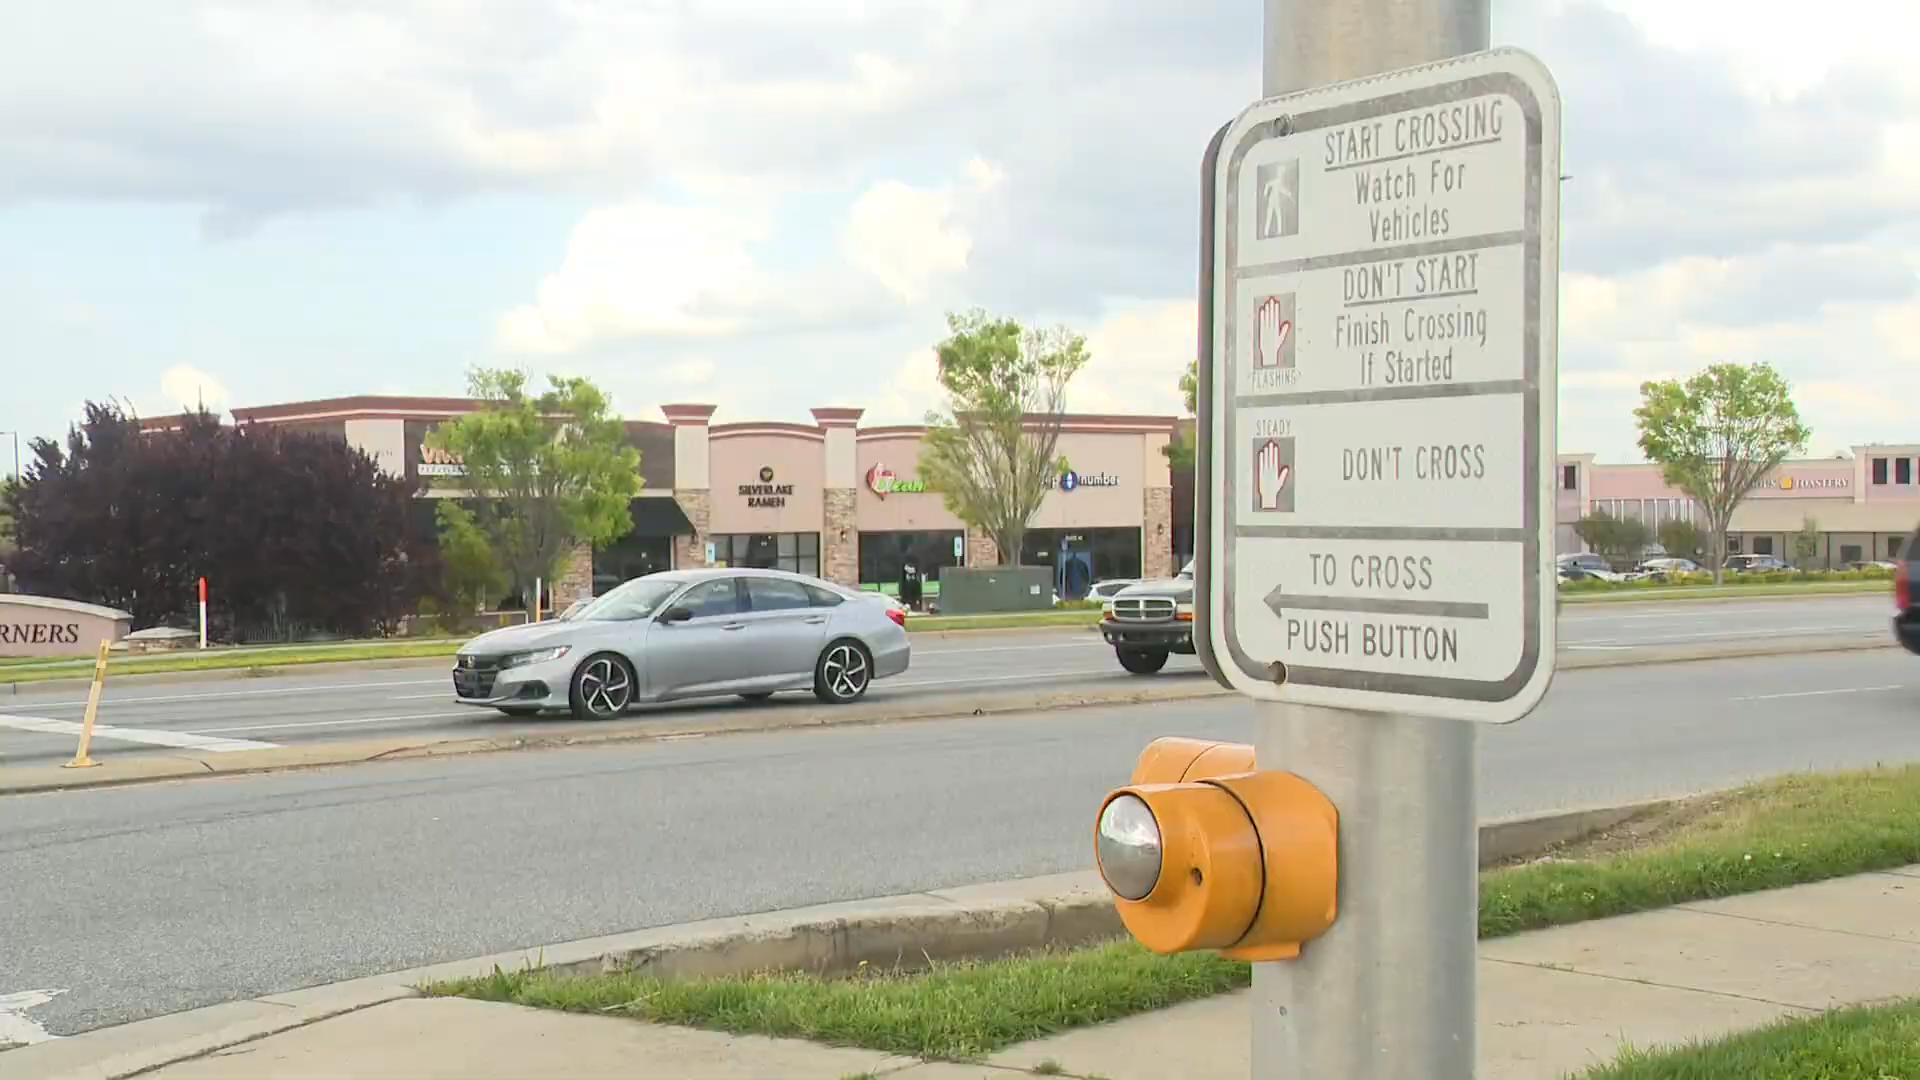 START CROSSING
Watch For
Vehicles
DON'T START
Finish Crossing
If Started
FLASHING
STEADY
DON'T CROSS
TO CROSS
PUSH BUTTON
SILVERLAKE
RAMEN
number
TOASTERY
RNERS